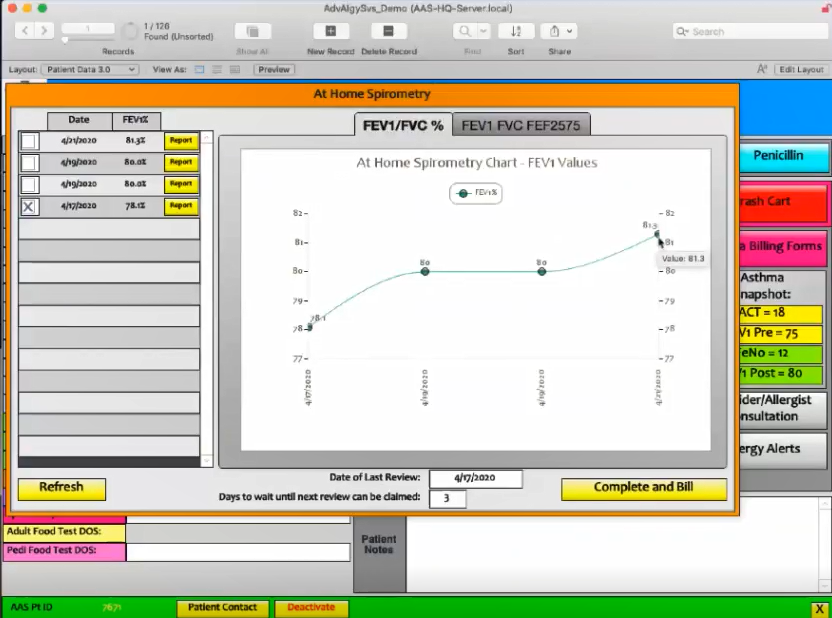 AdvAlgySvs_Demo (AAS-HQ-Server.local)
1
1 / 126
Found (Unsorted)
Records
Show All
New Record
Delete Record
Find
Sort
Share
Search
Layout:
Patient Data 3.0
View As:
Preview
Edit Layout
At Home Spirometry
Date
FEV1%
4/21/2020
81.3%
Report
4/19/2020
80.0%
Report
4/19/2020
80.0%
Report
X
4/17/2020
78.1%
Report
FEV1/FVC %
FEV1 FVC FEF2575
At Home Spirometry Chart - FEV1 Values
FEV1%
82
81
80
79
78
77
78.1
80
80
81.3
82
81
80
79
78
77
Value: 81.3
4/17/2020
4/19/2020
4/19/2020
4/21/2020
Refresh
Date of Last Review:
4/17/2020
Days to wait until next review can be claimed:
3
Complete and Bill
Penicillin
rash Cart
a Billing Forms
Asthma
napshot:
ACT = 18
V1 Pre = 75
eNo = 12
1 Post = 80
ider/Allergist
nsultation
ergy Alerts
Adult Food Test DOS:
Pedi Food Test DOS:
Patient
Notes
AAS Pt ID
7671
Patient Contact
Deactivate
X